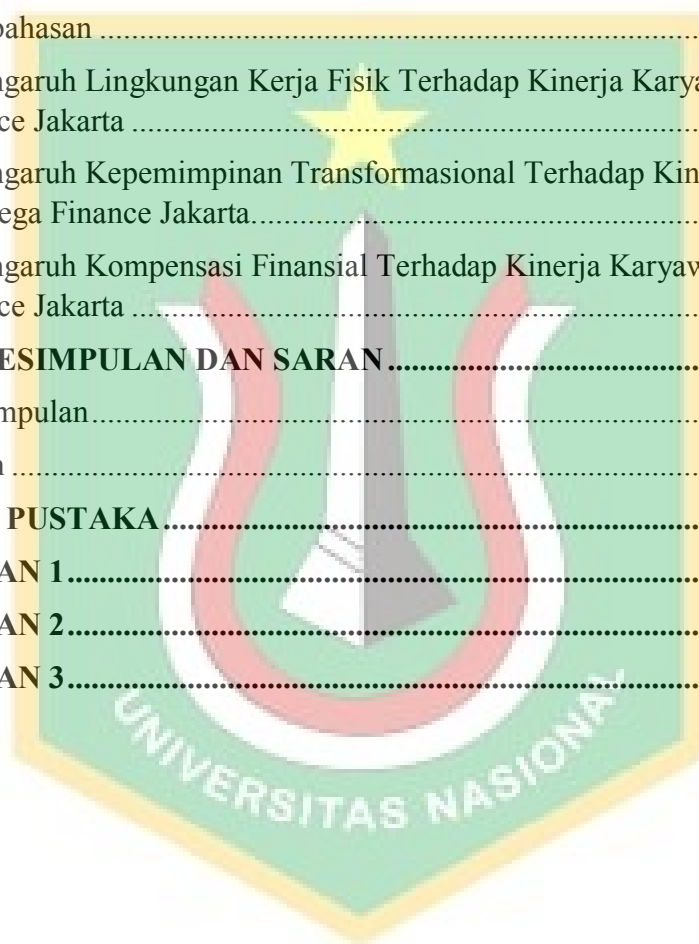 bahasan ........................................................................
ngaruh Lingkungan Kerja Fisik Terhadap Kinerja Karya
ce Jakarta ....................................................................
ngaruh Kepemimpinan Transformasional Terhadap Kin
ega Finance Jakarta.....................................................
ngaruh Kompensasi Finansial Terhadap Kinerja Karyaw
ce Jakarta ....................................................................
ESIMPULAN DAN SARAN.......................................
mpulan.........................................................................
n ..................................................................................
PUSTAKA...................................................................
AN 1.............................................................................
AN 2.............................................................................
AN 3.............................................................................
UNIVERSITAS NASIONAL